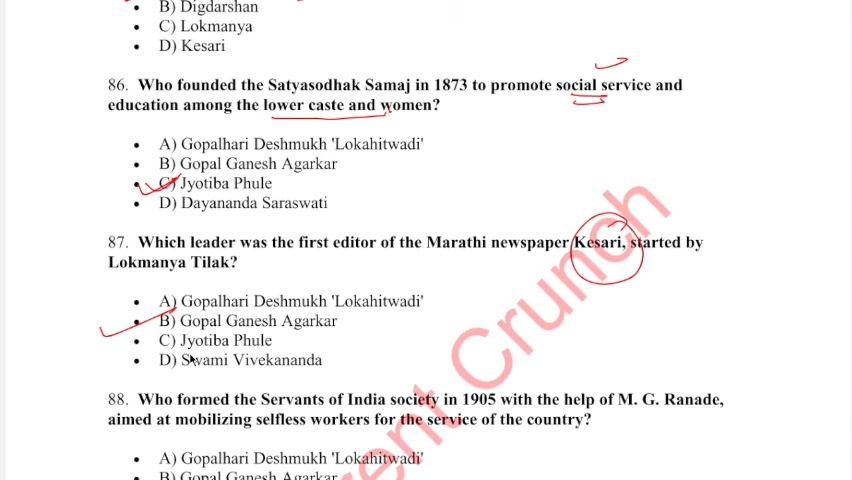 B) Digdarshan
C) Lokmanya
D) Kesari
86. Who founded the Satyasodhak Samaj in 1873 to promote social service and
education among the lower caste and women?
A) Gopalhari Deshmukh 'Lokahitwadi'
B) Gopal Ganesh Agarkar
C) Jyotiba Phule
D) Dayananda Saraswati
87. Which leader was the first editor of the Marathi newspaper Kesari, started by
Lokmanya Tilak?
A) Gopalhari Deshmukh 'Lokahitwadi'
B) Gopal Ganesh Agarkar
C) Jyotiba Phule
D) Swami Vivekananda
88. Who formed the Servants of India society in 1905 with the help of M. G. Ranade,
aimed at mobilizing selfless workers for the service of the country?
A) Gopalhari Deshmukh 'Lokahitwadi'
B) Gopal Ganesh Agarkar
rent Crunch